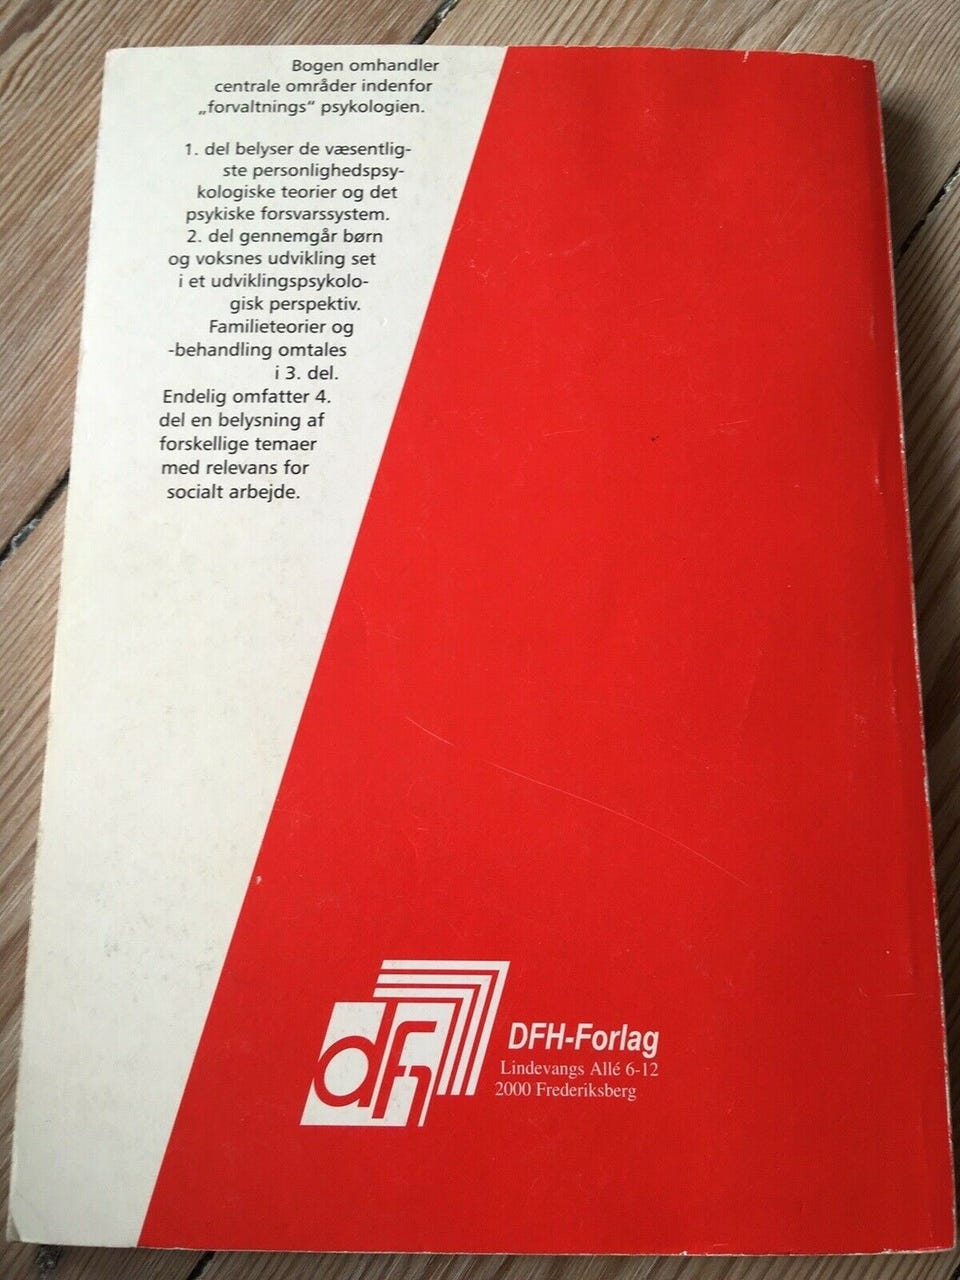 Bogen omhandler
centrale områder indenfor
„forvaltnings“ psykologien.
1. del belyser de væsentlig-
ste personlighedspsy-
kologiske teorier og det
psykiske forsvarssystem.
2. del gennemgår børn
og voksnes udvikling set
i et udviklingspsykolo-
gisk perspektiv.
Familieteorier og
-behandling omtales
i 3. del.
Endelig omfatter 4.
del en belysning af
forskellige temaer
med relevans for
socialt arbejde.
dfh
DFH-Forlag
Lindevangs Allé 6-12
2000 Frederiksberg